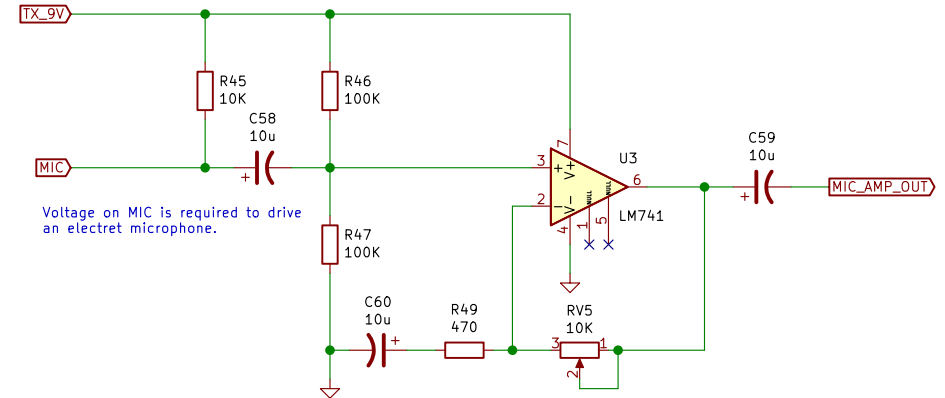 TX_9V
R45
10K
R46
100K
C58
10u
MIC
+
Voltage on MIC is required to drive
an electret microphone.
R47
100K
3
2
+
-
7
V+
V-
4
NULL
1
NULL
5
6
U3
LM741
C59
10u
+
MIC_AMP_OUT
C60
10u
+
R49
470
RV5
10K
3
1
2